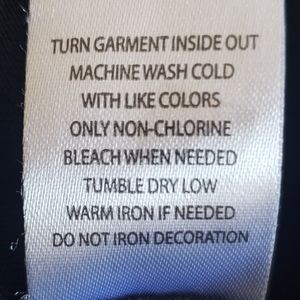 TURN GARMENT INSIDE OUT
MACHINE WASH COLD
WITH LIKE COLORS
ONLY NON-CHLORINE
BLEACH WHEN NEEDED
TUMBLE DRY LOW
WARM IRON IF NEEDED
DO NOT IRON DECORATION